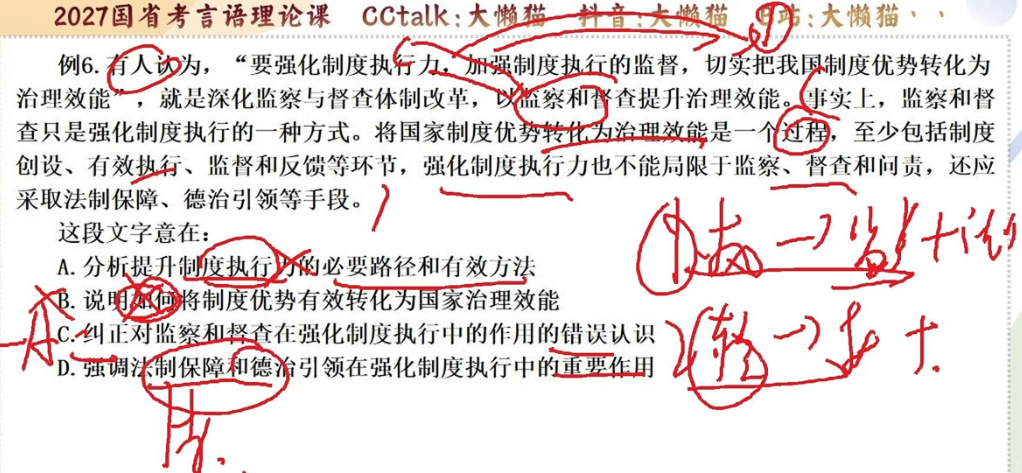 2027国省考言语理论课 CCtalk:大懒猫 抖音:大懒猫 B站:大懒猫
例6. 有人认为，“要强化制度执行力，加强制度执行的监督，切实把我国制度优势转化为
治理效能”，就是深化监察与督查体制改革，以监察和督查提升治理效能。事实上，监察和督
查只是强化制度执行的一种方式。将国家制度优势转化为治理效能是一个过程，至少包括制度
创设、有效执行、监督和反馈等环节，强化制度执行力也不能局限于监察、督查和问责，还应
采取法制保障、德治引领等手段。
这段文字意在：
A. 分析提升制度执行力的必要路径和有效方法
B. 说明如何将制度优势有效转化为国家治理效能
C. 纠正对监察和督查在强化制度执行中的作用的错误认识
D. 强调法制保障和德治引领在强化制度执行中的重要作用